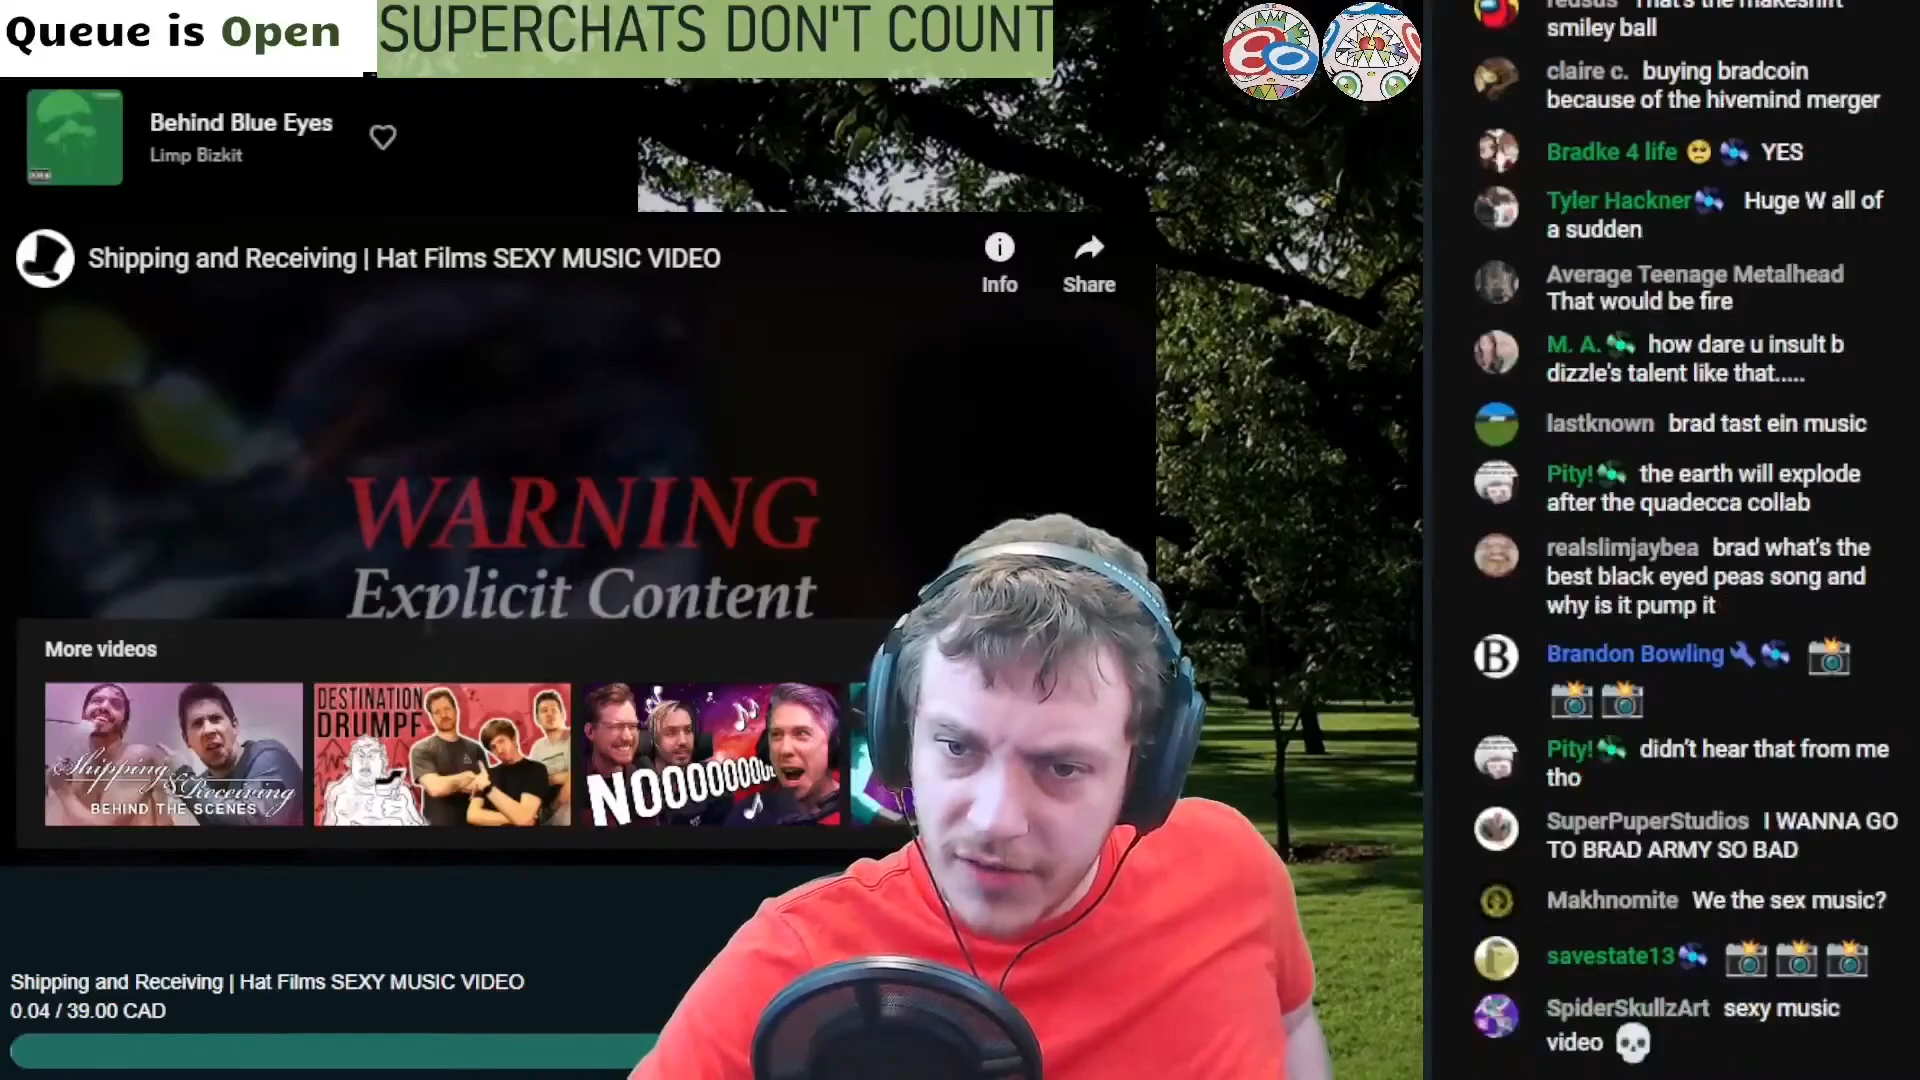 Queue is Open
SUPERCHATS DON'T COUNT
Behind Blue Eyes
Limp Bizkit
Shipping and Receiving | Hat Films SEXY MUSIC VIDEO
Info
Share
WARNING
Explicit Content
More videos
Shipping & Receiving
BEHIND THE SCENES
DESTINATION
DRUMPF
Shipping and Receiving | Hat Films SEXY MUSIC VIDEO
0.04 / 39.00 CAD
redsus That's the makeshift
smiley ball
claire c. buying bradcoin
because of the hivemind merger
Bradke 4 life 🥺 YES
Tyler Hackner Huge W all of
a sudden
Average Teenage Metalhead
That would be fire
M. A. how dare u insult b
dizzle's talent like that.....
lastknown brad tast ein music
Pity! the earth will explode
after the quadecca collab
realslimjaybea brad what's the
best black eyed peas song and
why is it pump it
B Brandon Bowling 🔧 📸
📸 📸
Pity! didn't hear that from me
tho
SuperPuperStudios I WANNA GO
TO BRAD ARMY SO BAD
Makhnomite We the sex music?
savestate13 📸 📸 📸
SpiderSkullzArt sexy music
video 💀